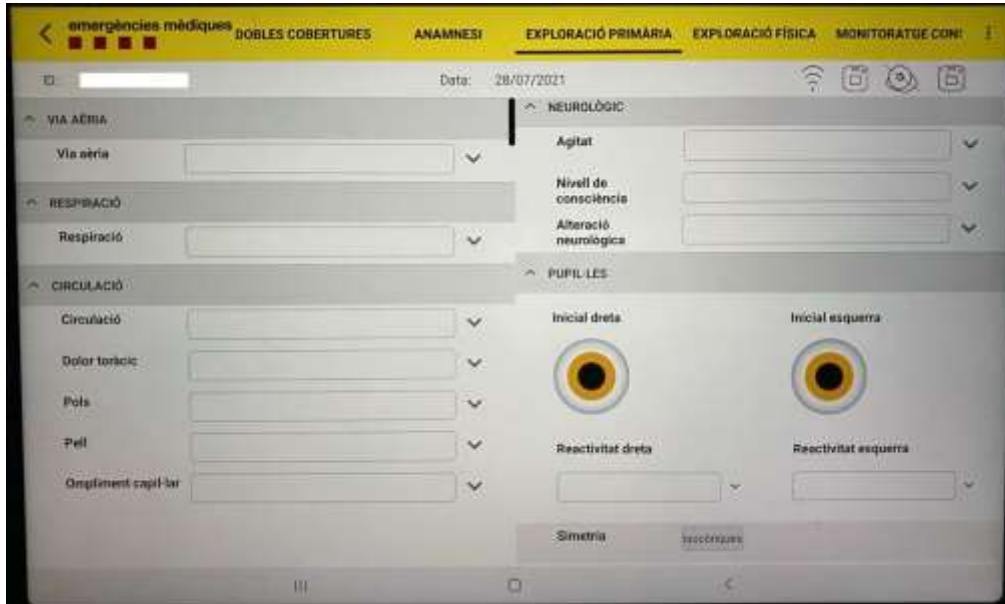 emergències mèdiques
DOBLES COBERTURES
ANAMNESI
EXPLORACIÓ PRIMÀRIA
EXPLORACIÓ FÍSICA
MONITORATGE CON
ID:
Data: 28/07/2021
VIA AÈRIA
Via aèria
RESPIRACIÓ
Respiració
CIRCULACIÓ
Circulació
Dolor toràcic
Pols
Pell
Ompliment capil·lar
NEUROLÒGIC
Agitat
Nivell de
consciència
Alteració
neurològica
PUPIL·LES
Inicial dreta
Inicial esquerra
Reactivitat dreta
Reactivitat esquerra
Simetria